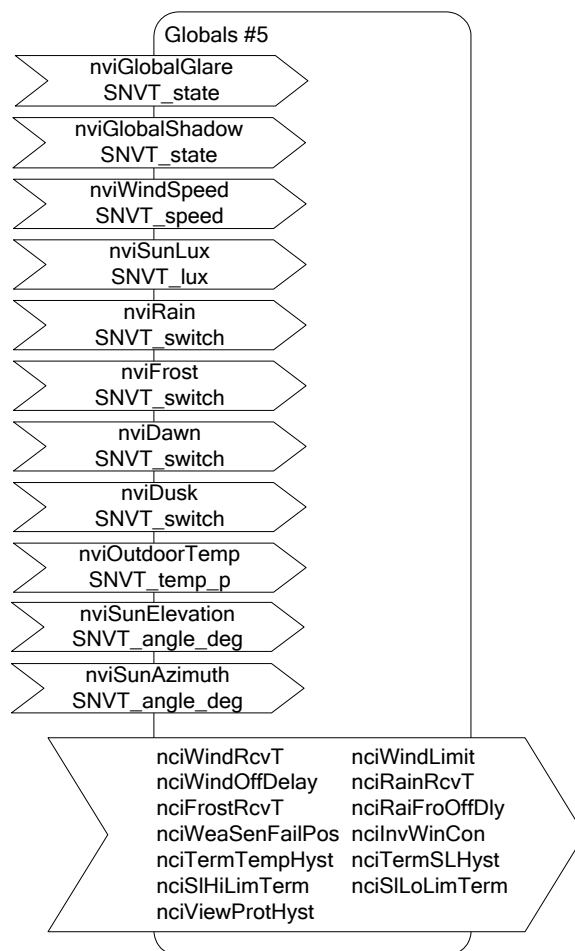 Globals #5
nviGlobalGlare
SNVT_state
nviGlobalShadow
SNVT_state
nviWindSpeed
SNVT_speed
nviSunLux
SNVT_lux
nviRain
SNVT_switch
nviFrost
SNVT_switch
nviDawn
SNVT_switch
nviDusk
SNVT_switch
nviOutdoorTemp
SNVT_temp_p
nviSunElevation
SNVT_angle_deg
nviSunAzimuth
SNVT_angle_deg
nciWindRcvT nciWindLimit
nciWindOffDelay nciRainRcvT
nciFrostRcvT nciRaiFroOffDly
nciWeaSenFailPos nciInvWinCon
nciTermTempHyst nciTermSLHyst
nciSlHiLimTerm nciSlLoLimTerm
nciViewProtHyst